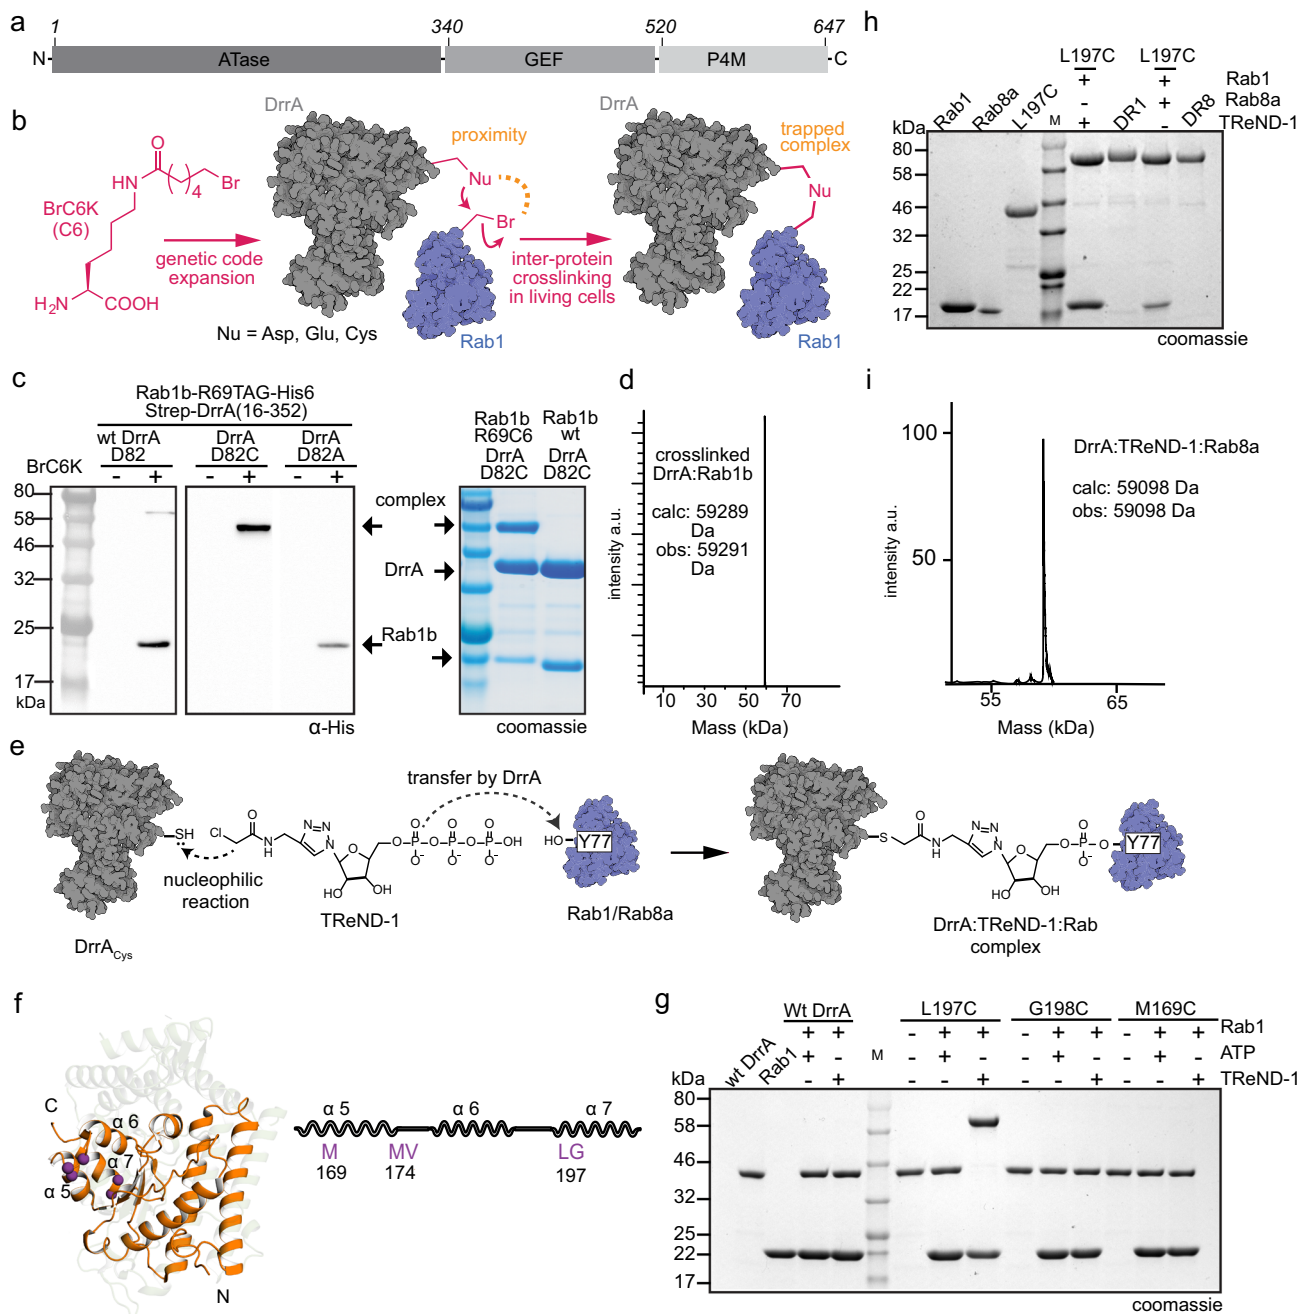 a
1 340 520 647
N ATase GEF P4M C
b
DrrA
proximity
DrrA
trapped
complex
O
HN
4
Br
BrC6K
(C6)
H₂N
COOH
genetic code
expansion
Nu
Br
inter-protein
crosslinking
in living cells
Nu
Nu = Asp, Glu, Cys
Rab1
Rab1
h
L197C L197C
+ + Rab1
- + Rab8a
+ - TReND-1
Rab1 Rab8a L197C M DR1 DR8
kDa
80
58
46
32
25
22
17
coomassie
c
Rab1b-R69TAG-His6
Strep-DrrA(16-352)
wt DrrA
D82
DrrA
D82C
DrrA
D82A
BrC6K - + - + - +
80
58
46
32
25
17
kDa
α-His
complex
DrrA
Rab1b
Rab1b
R69C6
DrrA
D82C
Rab1b
wt
DrrA
D82C
coomassie
d
intensity a.u.
crosslinked
DrrA:Rab1b
calc: 59289
Da
obs: 59291
Da
10 30 50 70
Mass (kDa)
i
100
50
intensity a.u.
DrrA:TReND-1:Rab8a
calc: 59098 Da
obs: 59098 Da
55 65
Mass (kDa)
e
transfer by DrrA
SH
Cl
O
N
H
N=N
N
O
HO OH
O
O P O P O P OH
O⁻ O⁻ O⁻
HO
Y77
nucleophilic
reaction
TReND-1
Rab1/Rab8a
DrrACys
S
O
N
H
N=N
N
O
HO OH
O
O P O
O⁻
Y77
DrrA:TReND-1:Rab
complex
f
C
α 6
α 7
α 5
N
α 5 α 6 α 7
M MV LG
169 174 197
g
Wt DrrA L197C G198C M169C
wt DrrA Rab1 M
+ + - + + - + + - + + Rab1
+ - - + - - + - - + - ATP
- + - - + - - + - - + TReND-1
kDa
80
58
46
32
25
22
17
coomassie